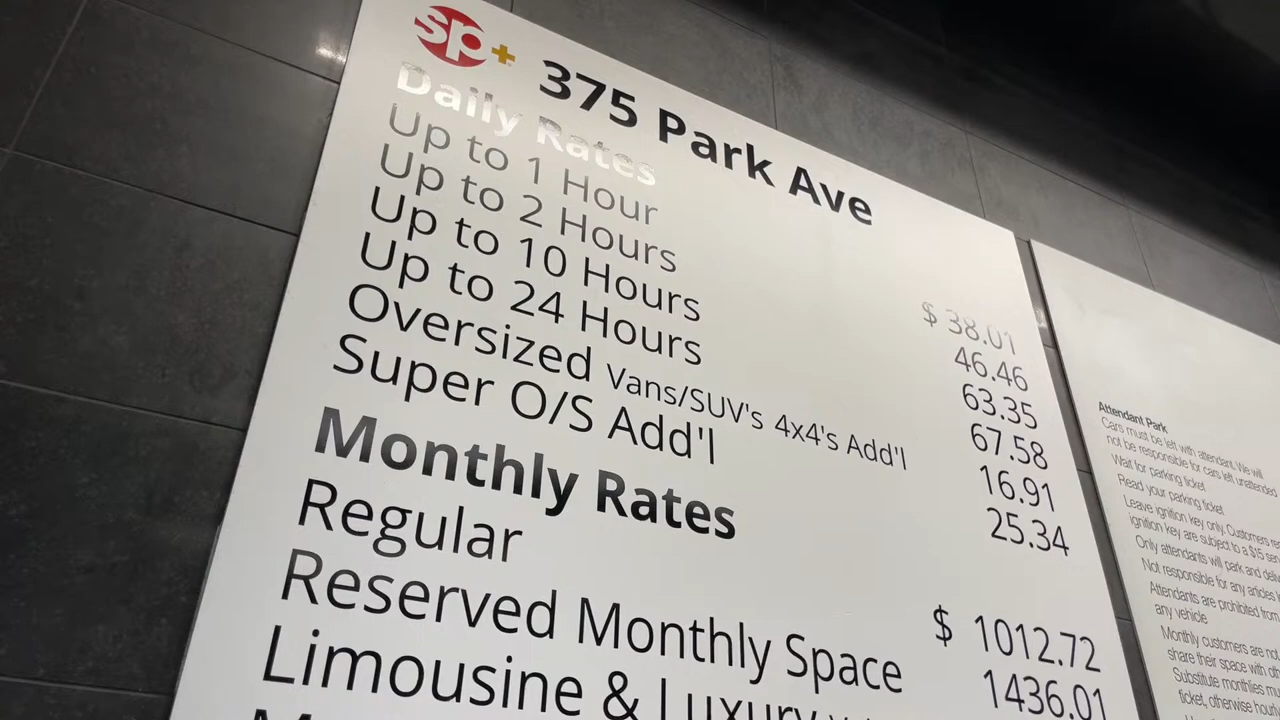 sp+ 375 Park Ave
Daily Rates
Up to 1 Hour $ 38.01
Up to 2 Hours 46.46
Up to 10 Hours 63.35
Up to 24 Hours 67.58
Oversized Vans/SUV's 4x4's Add'l 16.91
Super O/S Add'l 25.34
Monthly Rates
Regular $ 1012.72
Reserved Monthly Space 1436.01
Limousine & Luxury
Attendant Park
Cars must be left with attendant. We will
not be responsible for cars left unattended
Wait for parking ticket
Read your parking ticket
Leave ignition key only. Customers
ignition key are subject to a $15
Only attendants will park and
Not responsible for any articles
Attendants are prohibited from
any vehicle
Monthly customers are not
share their space with
Substitute monthlies
ticket, otherwise